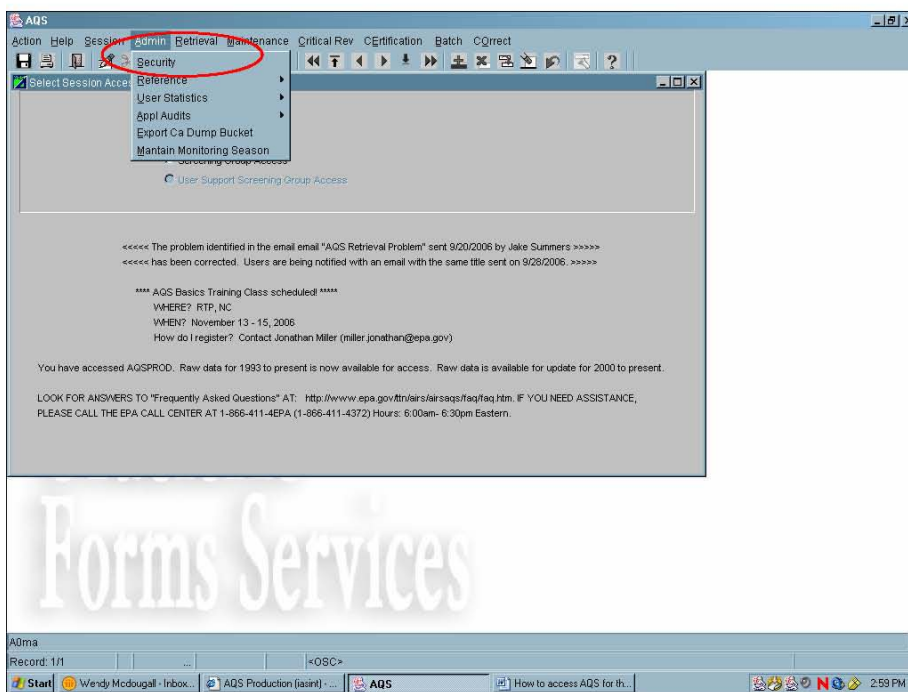 AQS
Action Help Session Admin Retrieval Maintenance Critical Rev CErtification Batch COrrect
Security
Select Session Acce
Reference
User Statistics
Appl Audits
Export Ca Dump Bucket
Mantain Monitoring Season
Screening Group Access
User Support Screening Group Access
<<<<< The problem identified in the email email "AQS Retrieval Problem" sent 9/20/2006 by Jake Summers >>>>>
<<<<< has been corrected. Users are being notified with an email with the same title sent on 9/28/2006. >>>>>
**** AQS Basics Training Class scheduled! *****
WHERE? RTP, NC
WHEN? November 13 - 15, 2006
How do I register? Contact Jonathan Miller (miller.jonathan@epa.gov)
You have accessed AQSPROD. Raw data for 1993 to present is now available for access. Raw data is available for update for 2000 to present.
LOOK FOR ANSWERS TO "Frequently Asked Questions" AT: http://www.epa.gov/ttn/airs/airsaqs/faq/faq.htm. IF YOU NEED ASSISTANCE,
PLEASE CALL THE EPA CALL CENTER AT 1-866-411-4EPA (1-866-411-4372) Hours: 6:00am- 6:30pm Eastern.
Forms Services
A0ma
Record: 1/1 ... <OSC>
Start Wendy Mcdougall - Inbox... AQS Production (iasint) - ... AQS How to access AQS for th... 2:59 PM